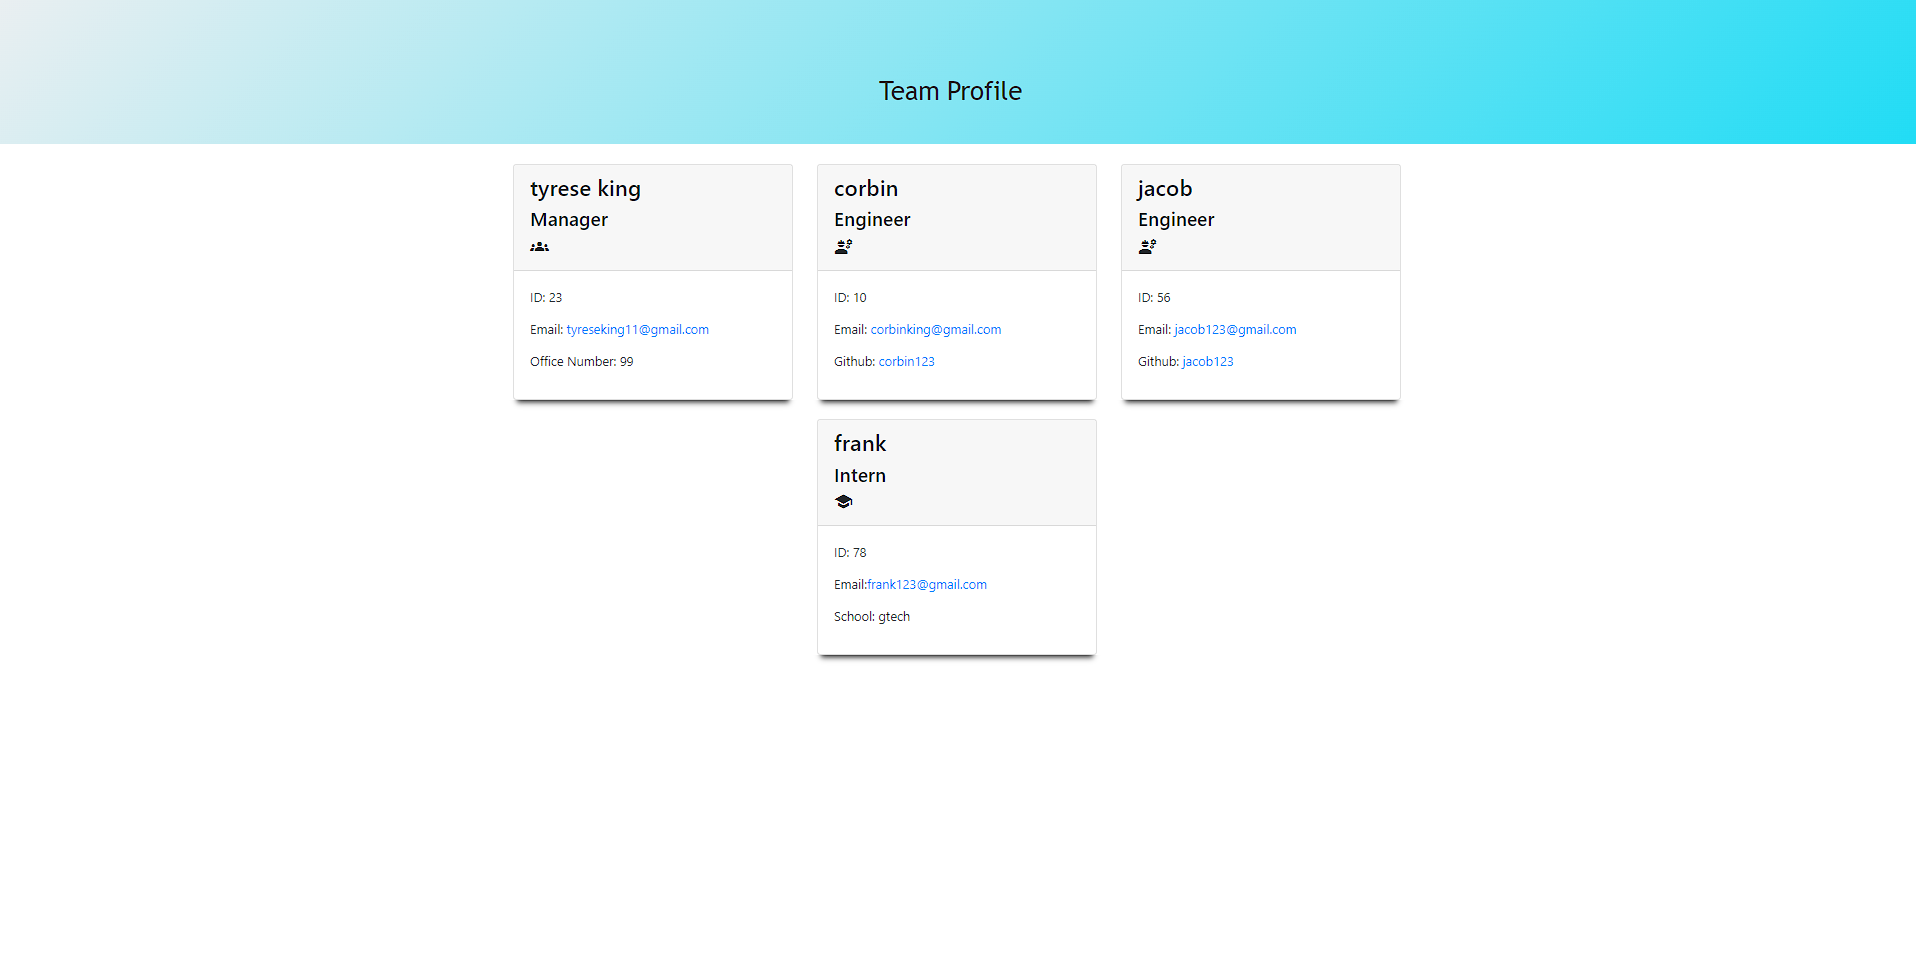 Team Profile
tyrese king
Manager
ID: 23
Email: tyreseking11@gmail.com
Office Number: 99
corbin
Engineer
ID: 10
Email: corbinking@gmail.com
Github: corbin123
jacob
Engineer
ID: 56
Email: jacob123@gmail.com
Github: jacob123
frank
Intern
ID: 78
Email:frank123@gmail.com
School: gtech